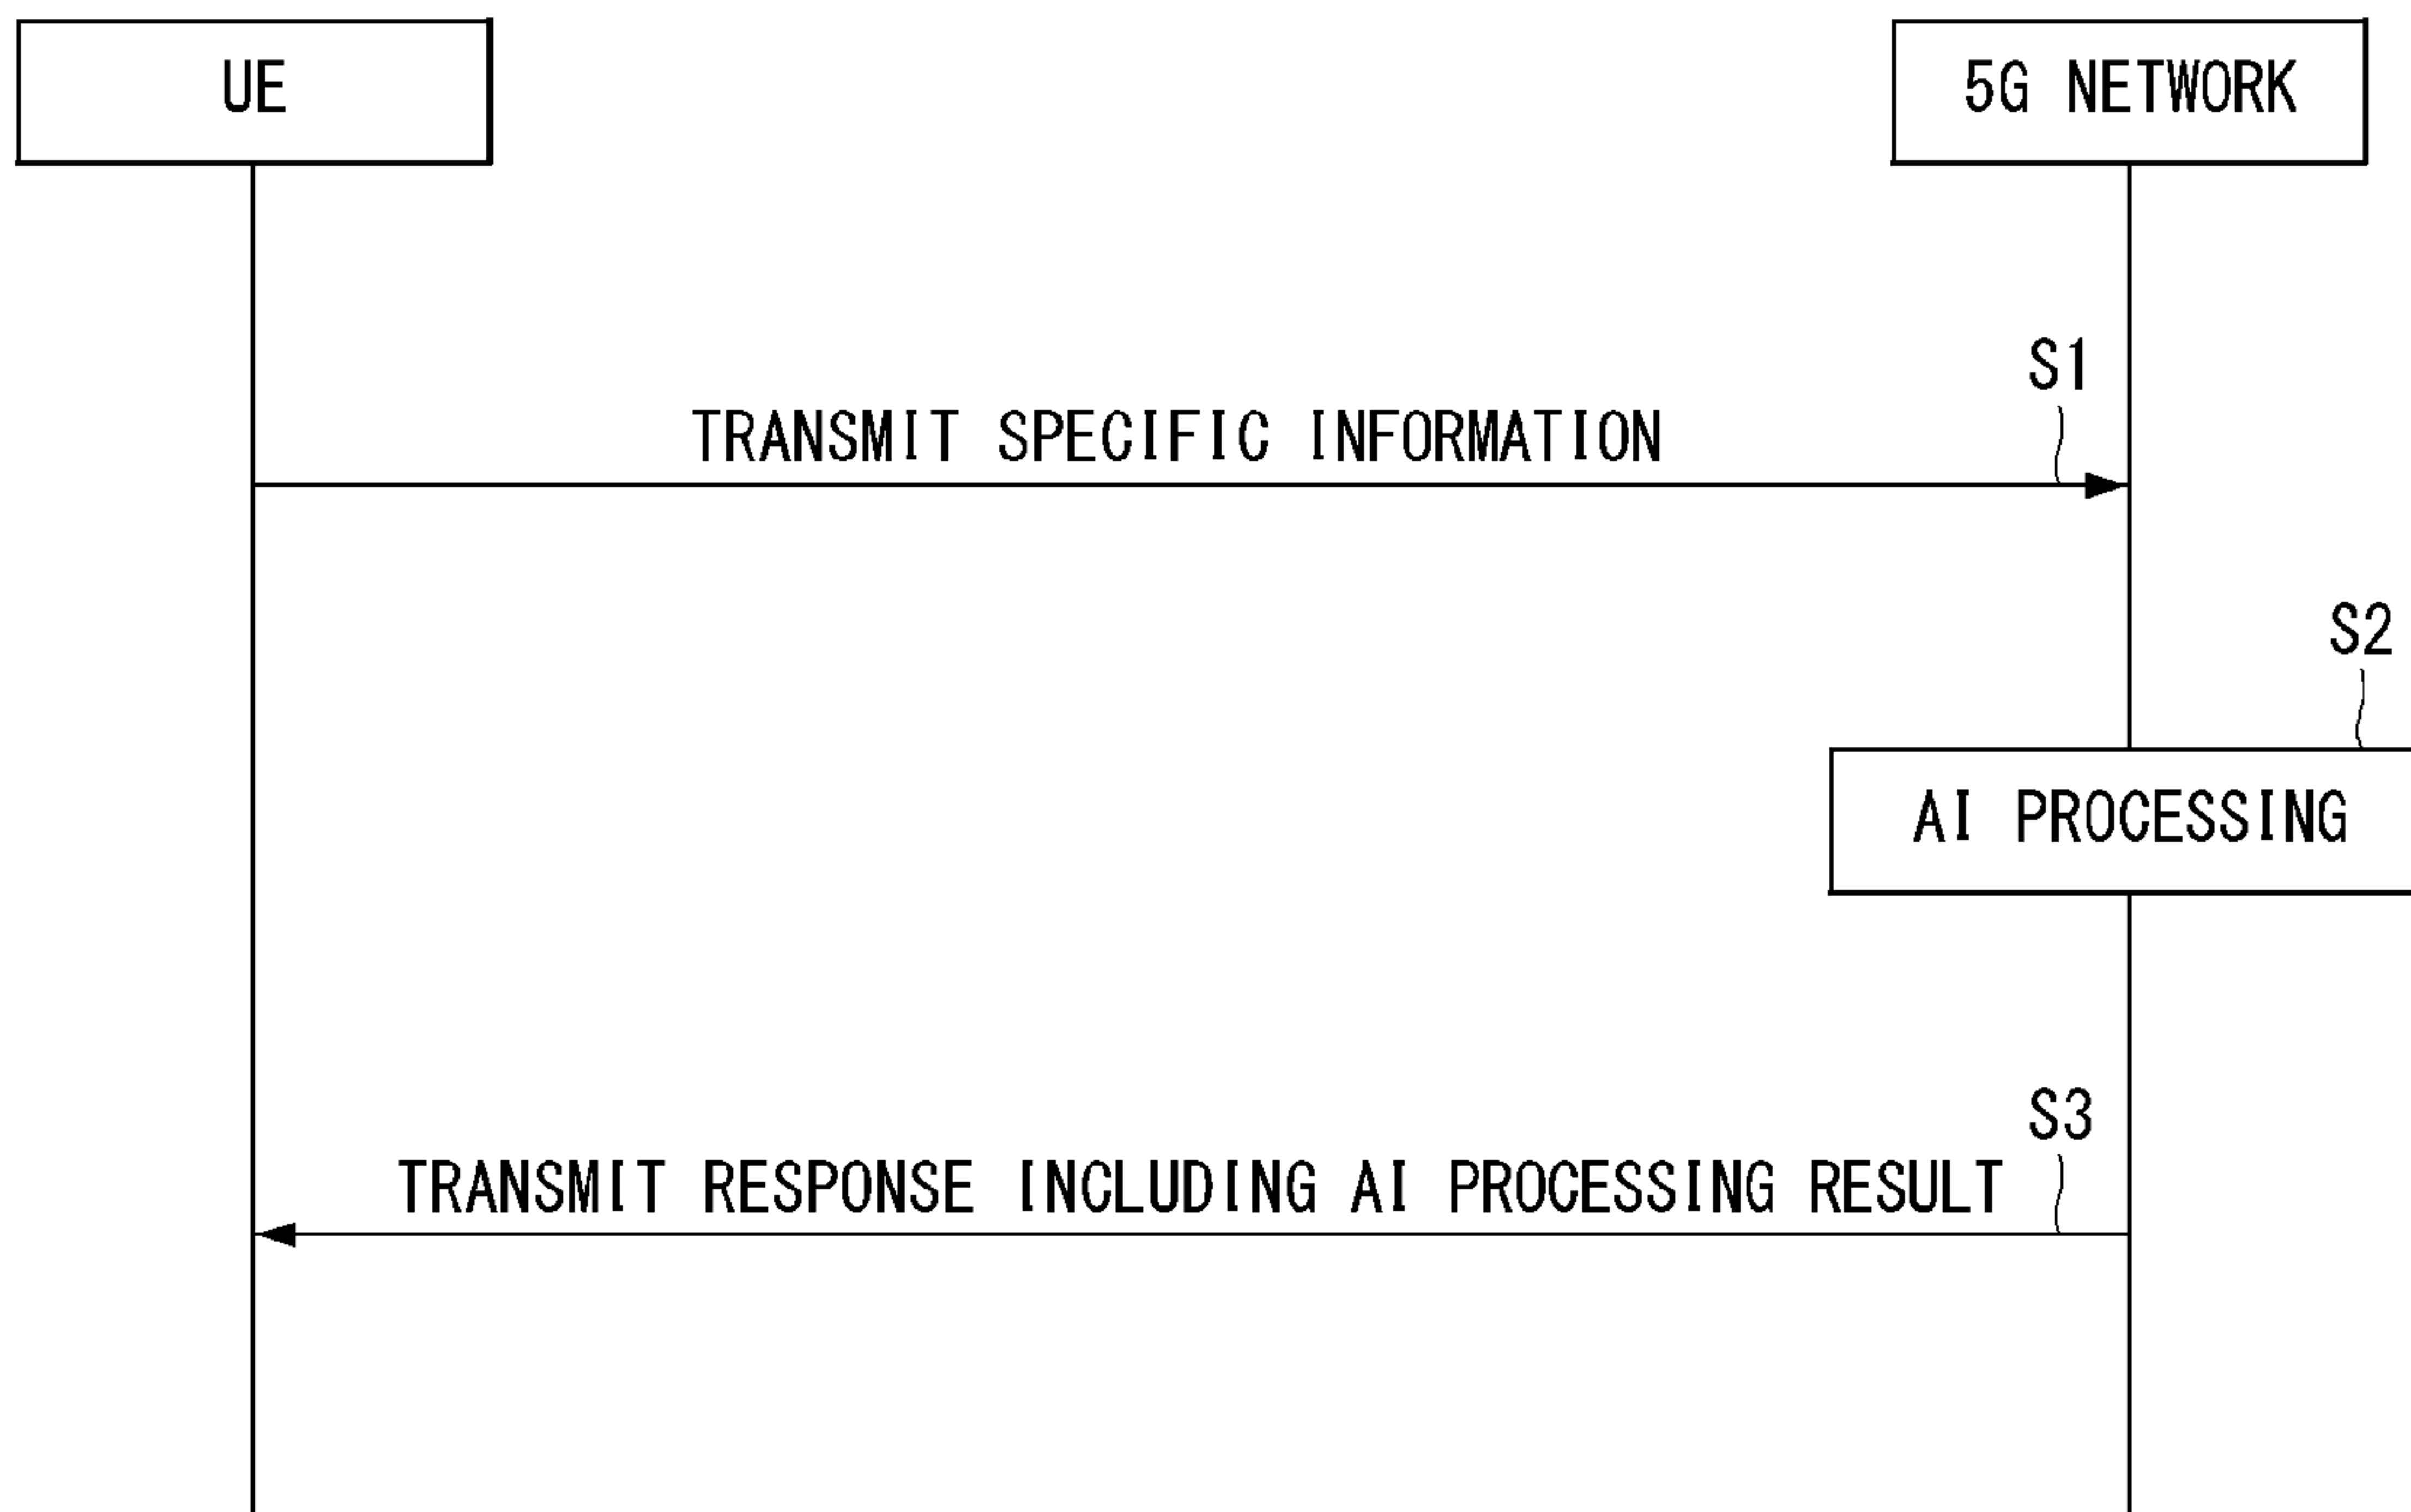 UE
5G NETWORK
S1
TRANSMIT SPECIFIC INFORMATION
S2
AI PROCESSING
S3
TRANSMIT RESPONSE INCLUDING AI PROCESSING RESULT